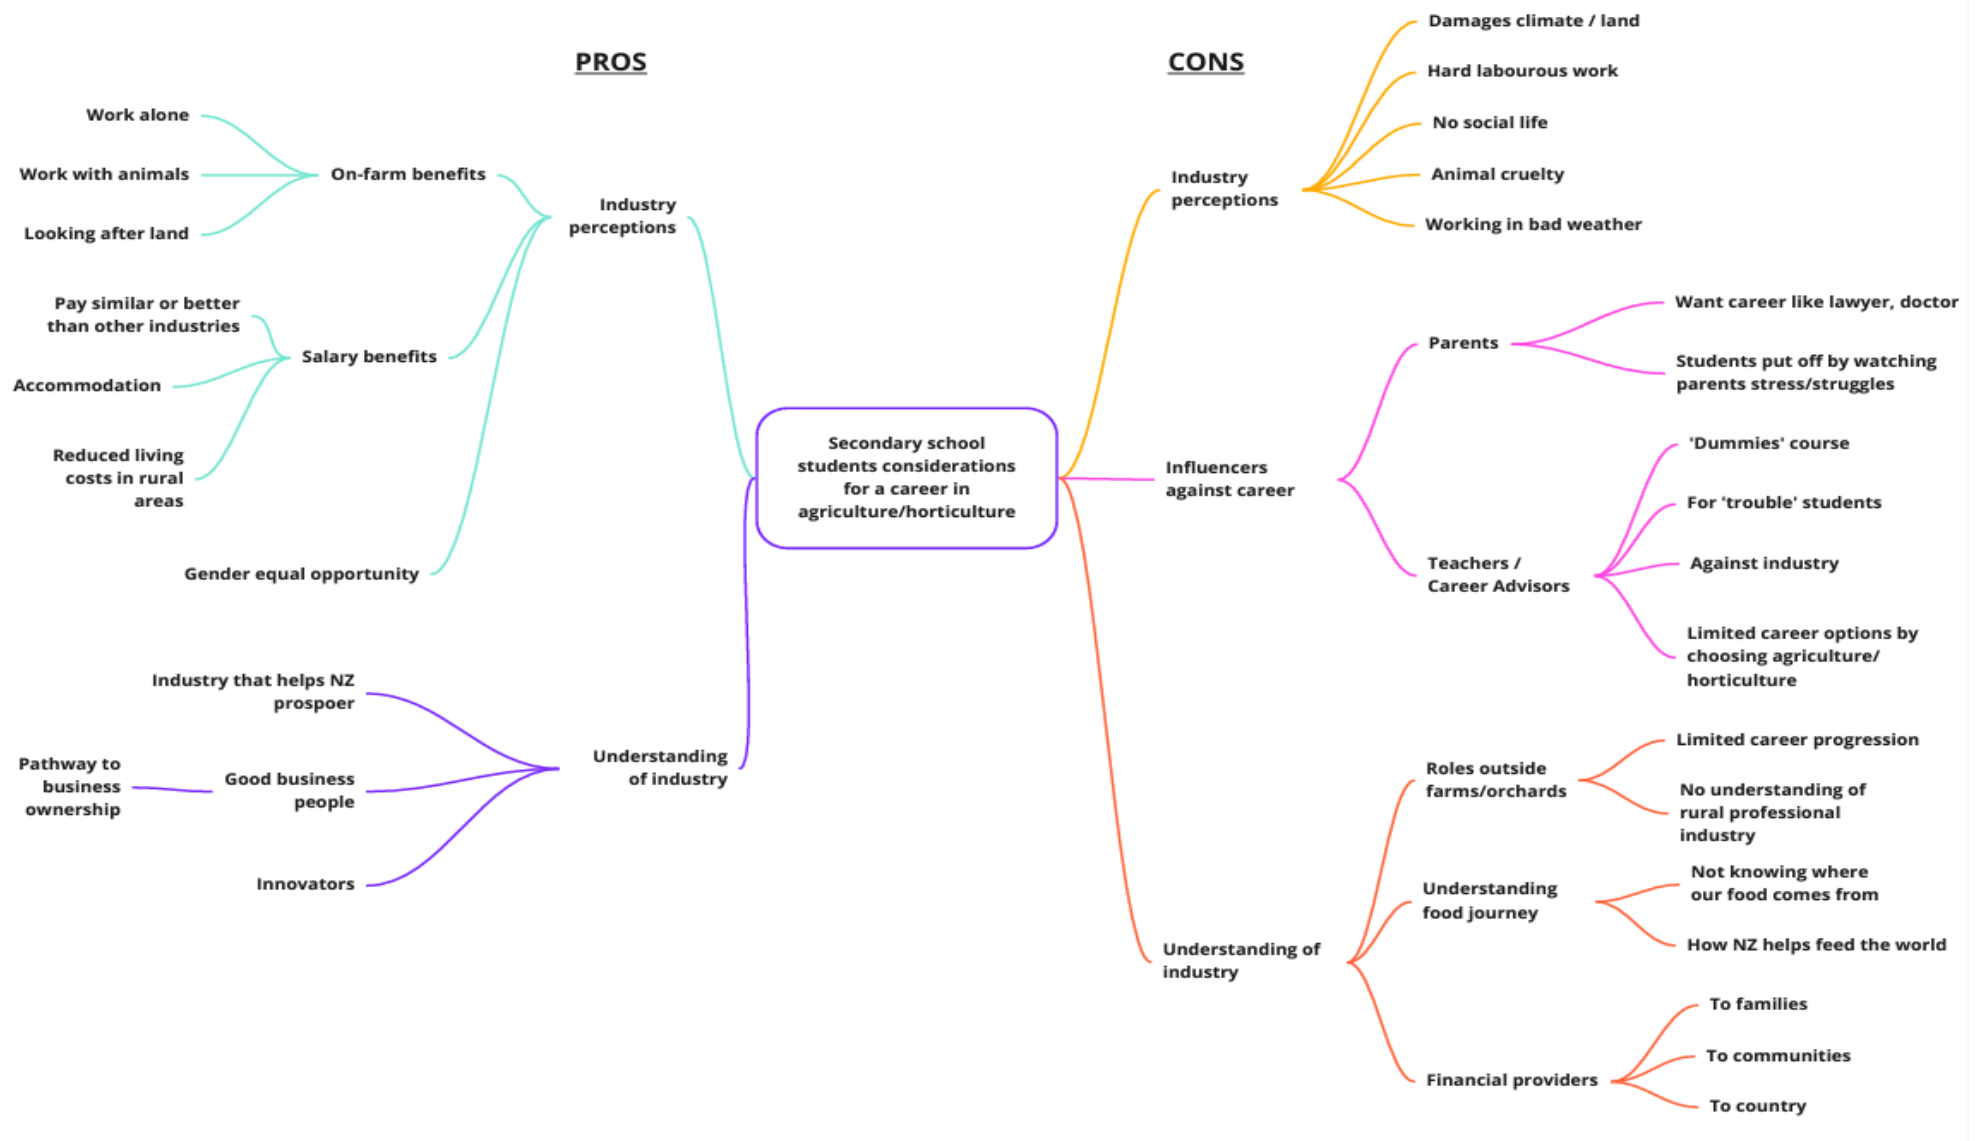 PROS
Work alone
Work with animals
Looking after land
On-farm benefits
Industry
perceptions
Pay similar or better
than other industries
Accommodation
Reduced living
costs in rural
areas
Salary benefits
Gender equal opportunity
Industry that helps NZ
prospoer
Pathway to
business
ownership
Good business
people
Innovators
Understanding
of industry
Secondary school
students considerations
for a career in
agriculture/horticulture
CONS
Industry
perceptions
Damages climate / land
Hard labourous work
No social life
Animal cruelty
Working in bad weather
Influencers
against career
Parents
Want career like lawyer, doctor
Students put off by watching
parents stress/struggles
Teachers /
Career Advisors
'Dummies' course
For 'trouble' students
Against industry
Limited career options by
choosing agriculture/
horticulture
Understanding of
industry
Roles outside
farms/orchards
Limited career progression
No understanding of
rural professional
industry
Understanding
food journey
Not knowing where
our food comes from
How NZ helps feed the world
Financial providers
To families
To communities
To country